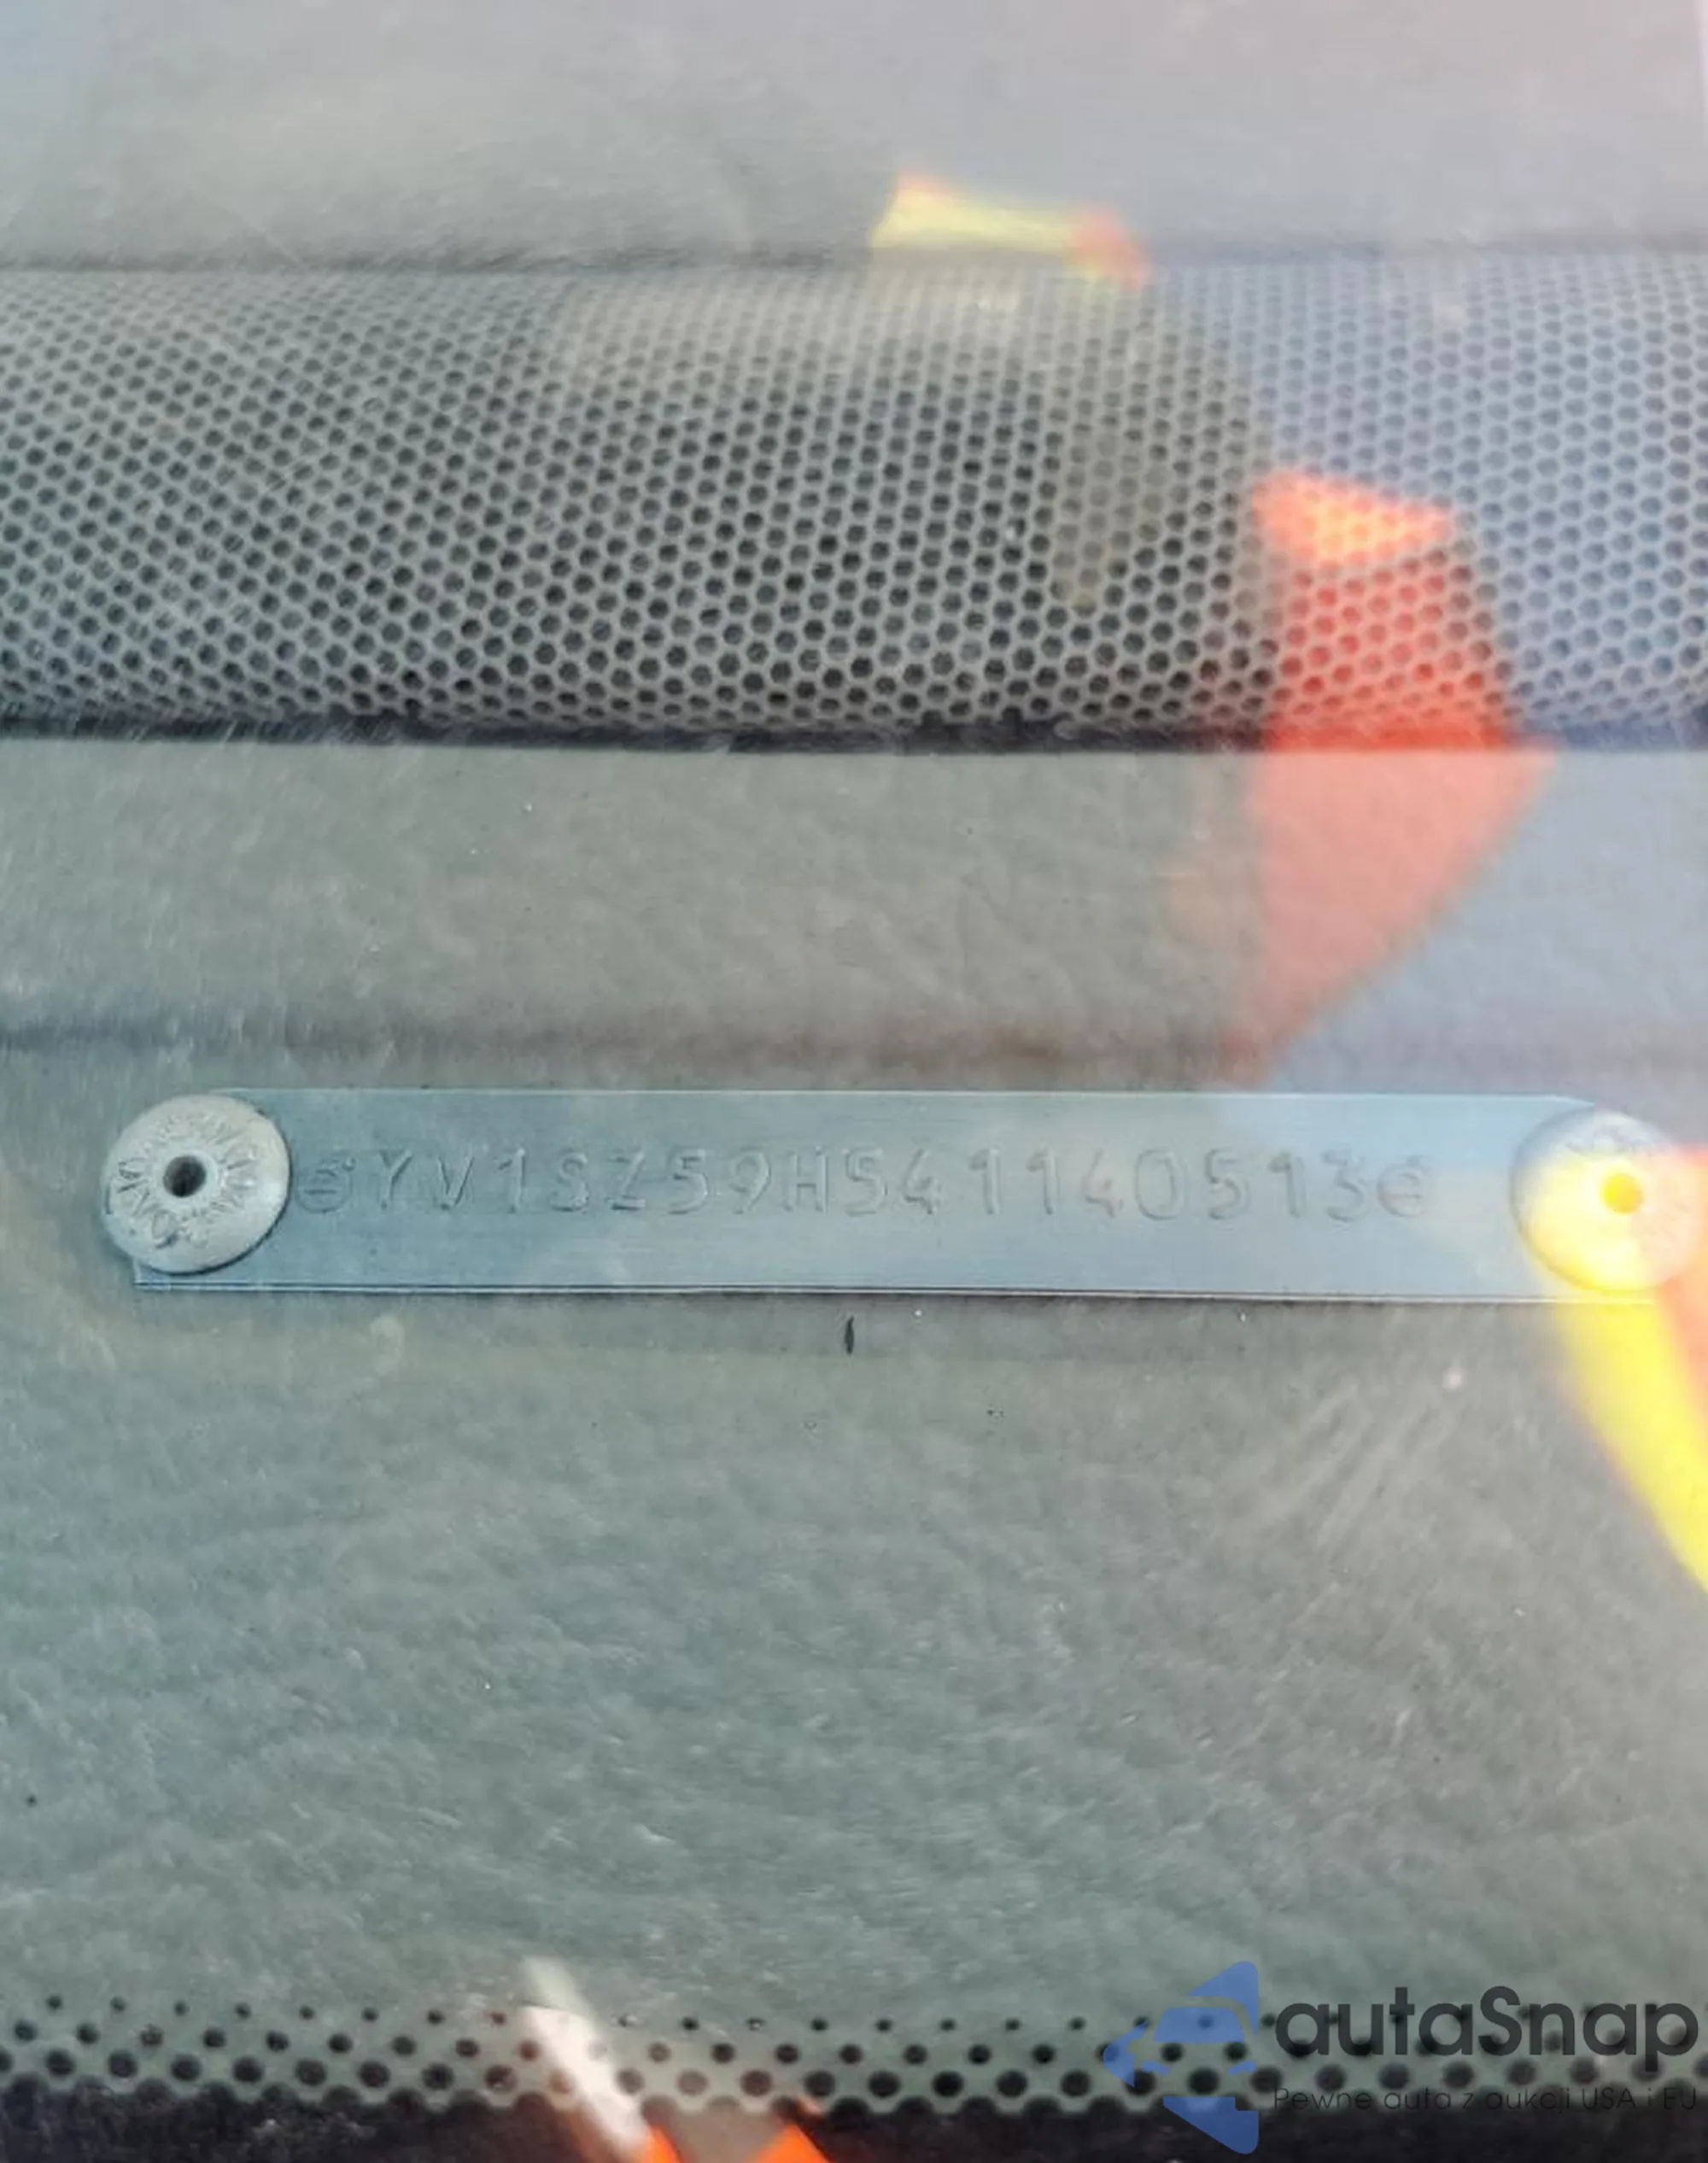 YV1SZ59H541140513
autaSnap
Pewne auta z aukcji USA i EU